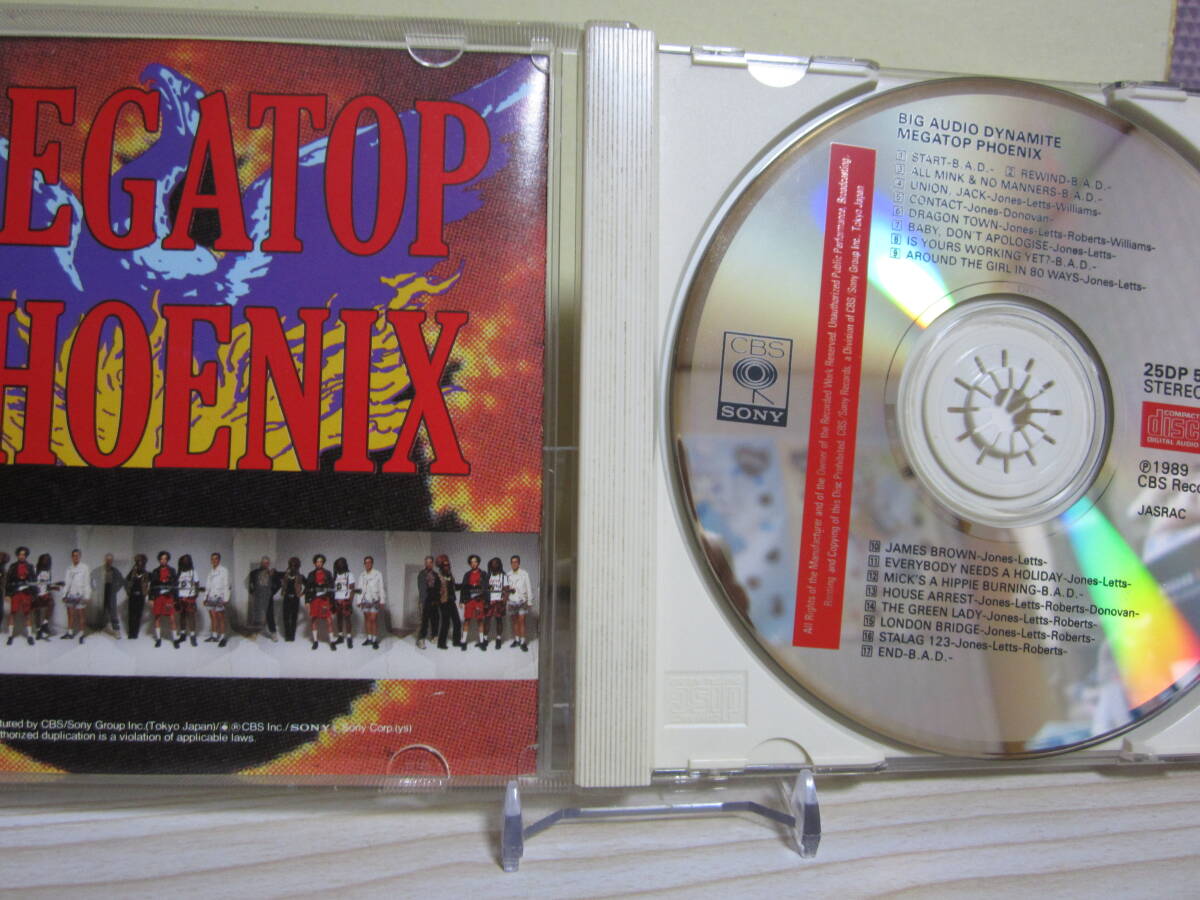 EGATOP
HOENIX
tured by CBS/Sony Group Inc.(Tokyo Japan)/ ℗ CBS Inc./SONY Sony Corp.(ys)
thorized duplication is a violation of applicable laws.
BIG AUDIO DYNAMITE
MEGATOP PHOENIX
1 START-B.A.D.- 2 REWIND-B.A.D.-
3 ALL MINK & NO MANNERS-B.A.D.-
4 UNION, JACK-Jones-Letts-Williams-
5 CONTACT-Jones-Donovan-
6 DRAGON TOWN-Jones-Letts-Roberts-Williams-
7 BABY, DON'T APOLOGISE-Jones-Letts-
8 IS YOURS WORKING YET?-B.A.D.-
9 AROUND THE GIRL IN 80 WAYS-Jones-Letts-
All Rights of the Manufacturer and of the Owner of the Recorded Work Reserved. Unauthorized Public Performance, Broadcasting,
Renting and Copying of this Disc Prohibited. CBS/Sony Records, a Division of CBS/Sony Group Inc., Tokyo Japan
CBS
SONY
25DP 5
STEREO
COMPACT
disc
DIGITAL AUDIO
℗1989
CBS Reco
JASRAC
10 JAMES BROWN-Jones-Letts-
11 EVERYBODY NEEDS A HOLIDAY-Jones-Letts-
12 MICK'S A HIPPIE BURNING-B.A.D.-
13 HOUSE ARREST-Jones-Letts-Roberts-Donovan-
14 THE GREEN LADY-Jones-Letts-Roberts-
15 LONDON BRIDGE-Jones-Letts-Roberts-
16 STALAG 123-Jones-Letts-Roberts-
17 END-B.A.D.-